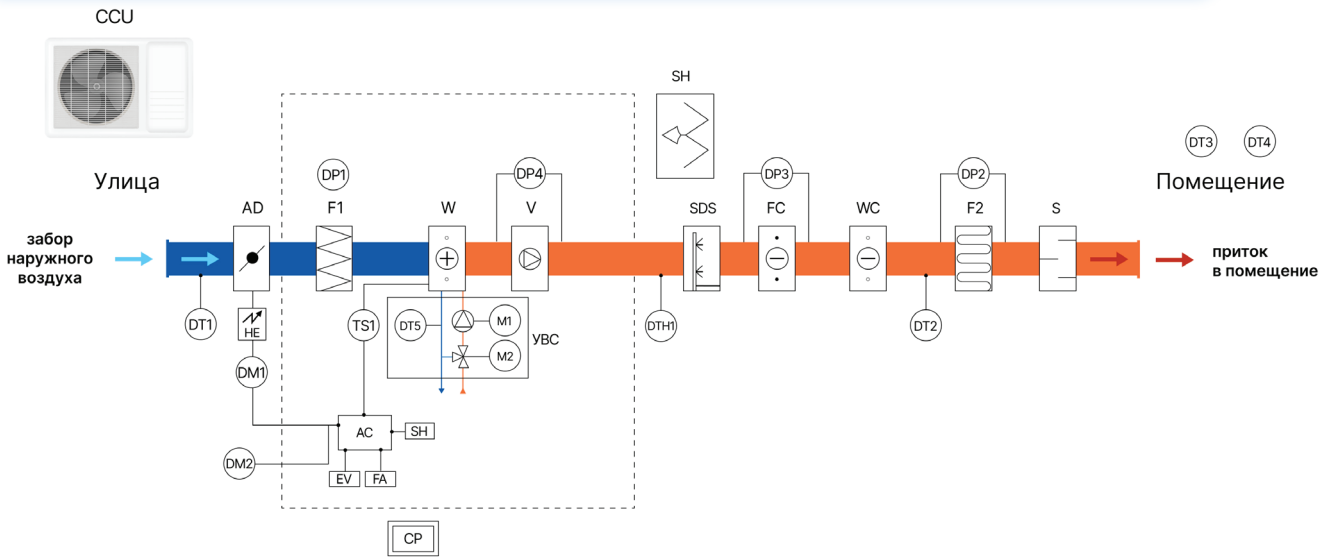 CCU
SH
DT3
DT4
Улица
DP1
DP4
DP3
DP2
Помещение
AD
F1
W
V
SDS
FC
WC
F2
S
забор
наружного
воздуха
приток
в помещение
DT1
HE
TS1
DT5
M1
M2
УВС
DTH1
DT2
DM1
AC
SH
DM2
EV
FA
CP